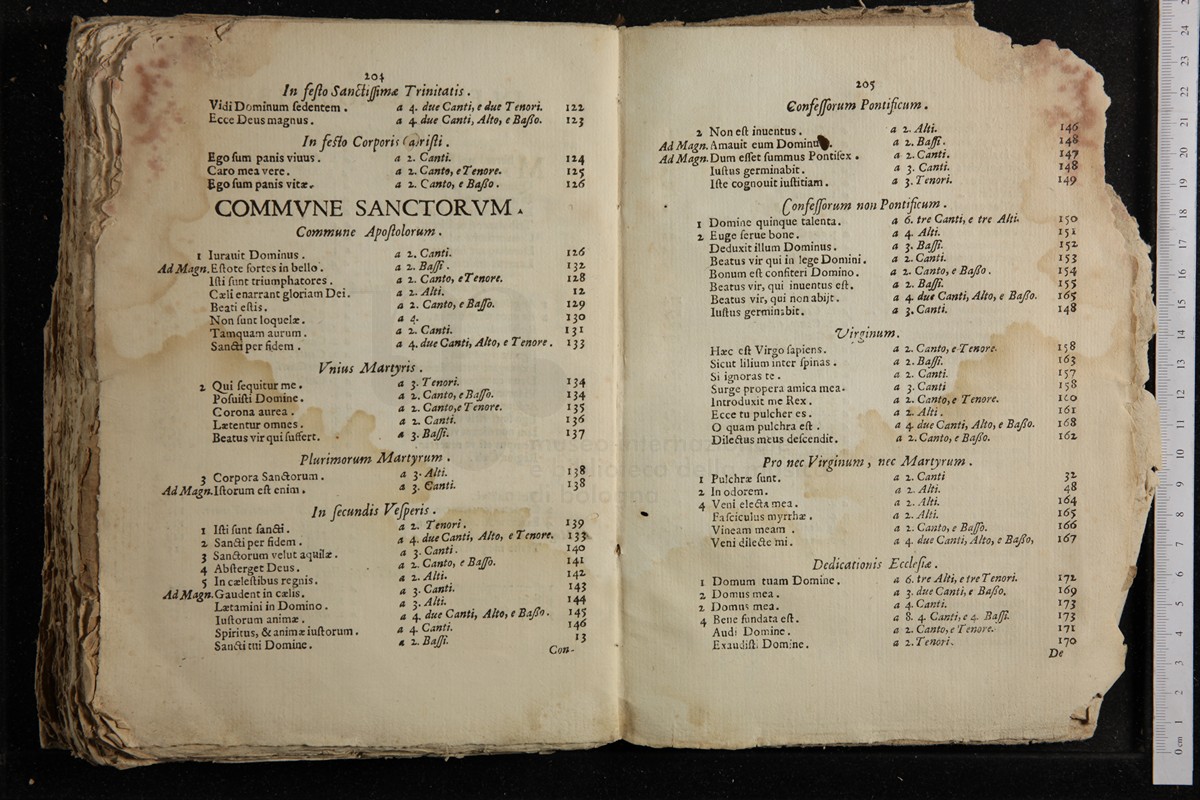 204
In festo Sanctissimæ Trinitatis.
Vidi Dominum sedentem. a 4. due Canti, e due Tenori. 122
Ecce Deus magnus. a 4. due Canti, Alto, e Basso. 123
In festo Corporis Christi.
Ego sum panis viuus. a 2. Canti. 124
Caro mea vere. a 2. Canto, e Tenore. 125
Ego sum panis vitæ. a 2. Canto, e Basso. 126
COMMVNE SANCTORVM.
Commune Apostolorum.
1 Iurauit Dominus. a 2. Canti. 126
Ad Magn. Estote fortes in bello. a 2. Bassi. 132
Isti sunt triumphatores. a 2. Canto, e Tenore. 128
Cæli enarrant gloriam Dei. a 2. Alti. 12
Beati estis. a 2. Canto, e Basso. 129
Non sunt loquelæ. a 4. 130
Tamquam aurum. a 2. Canti. 131
Sancti per fidem. a 4. due Canti, Alto, e Tenore. 133
Vnius Martyris.
2 Qui sequitur me. a 3. Tenori. 134
Posuisti Domine. a 2. Canto, e Basso. 134
Corona aurea. a 2. Canto, e Tenore. 135
Lætentur omnes. a 2. Canti. 136
Beatus vir qui suffert. a 3. Bassi. 137
Plurimorum Martyrum.
3 Corpora Sanctorum. a 3. Alti. 138
Ad Magn. Istorum est enim. a 3. Canti. 138
In secundis Vesperis.
1 Isti sunt sancti. a 2. Tenori. 139
2 Sancti per fidem. a 4. due Canti, Alto, e Tenore. 133
3 Sanctorum velut aquilæ. a 3. Canti. 140
4 Absterget Deus. a 2. Canto, e Basso. 141
5 In cælestibus regnis. a 2. Alti. 142
Ad Magn. Gaudent in cælis. a 3. Canti. 143
Lætamini in Domino. a 3. Alti. 144
Iustorum animæ. a 4. due Canti, Alto, e Basso. 145
Spiritus, & animæ iustorum. a 4. Canti. 146
Sancti tui Domine. a 2. Bassi. 13
Con-
205
Confessorum Pontificum.
2 Non est inuentus. a 2. Alti. 146
Ad Magn. Amauit eum Dominus. a 2. Bassi. 148
Ad Magn. Dum esset summus Pontifex. a 2. Canti. 147
Iustus germinabit. a 3. Canti. 148
Iste cognouit iustitiam. a 3. Tenori. 149
Confessorum non Pontificum.
1 Domine quinque talenta. a 6. tre Canti, e tre Alti. 150
2 Euge serue bone. a 4. Alti. 151
Deduxit illum Dominus. a 3. Bassi. 152
Beatus vir qui in lege Domini. a 2. Canti. 153
Bonum est confiteri Domino. a 2. Canto, e Basso. 154
Beatus vir, qui inuentus est. a 2. Bassi. 155
Beatus vir, qui non abijt. a 4. due Canti, Alto, e Basso. 165
Iustus germinabit. a 3. Canti. 148
Virginum.
Hæc est Virgo sapiens. a 2. Canto, e Tenore. 158
Sicut lilium inter spinas. a 2. Bassi. 163
Si ignoras te. a 2. Canti. 157
Surge propera amica mea. a 3. Canti 158
Introduxit me Rex. a 2. Canto, e Tenore. 160
Ecce tu pulcher es. a 2. Alti. 161
O quam pulchra est. a 4. due Canti, Alto, e Basso. 168
Dilectus meus descendit. a 2. Canto, e Basso. 162
Pro nec Virginum, nec Martyrum.
1 Pulchræ sunt. a 2. Canti 32
2 In odorem. a 2. Alti. 48
4 Veni electa mea. a 2. Alti. 164
Fasciculus myrrhæ. a 2. Alti. 165
Vineam meam. a 2. Canto, e Basso. 166
Veni dilecte mi. a 4. due Canti, Alto, e Basso, 167
Dedicationis Ecclesiæ.
1 Domum tuam Domine. a 6. tre Alti, e tre Tenori. 172
2 Domus mea. a 3. due Canti, e Basso. 169
2 Domus mea. a 4. Canti. 173
4 Bene fundata est. a 8. 4. Canti, e 4. Bassi. 173
Audi Domine. a 2. Canto, e Tenore. 171
Exaudisti Domine. a 2. Tenori. 170
De